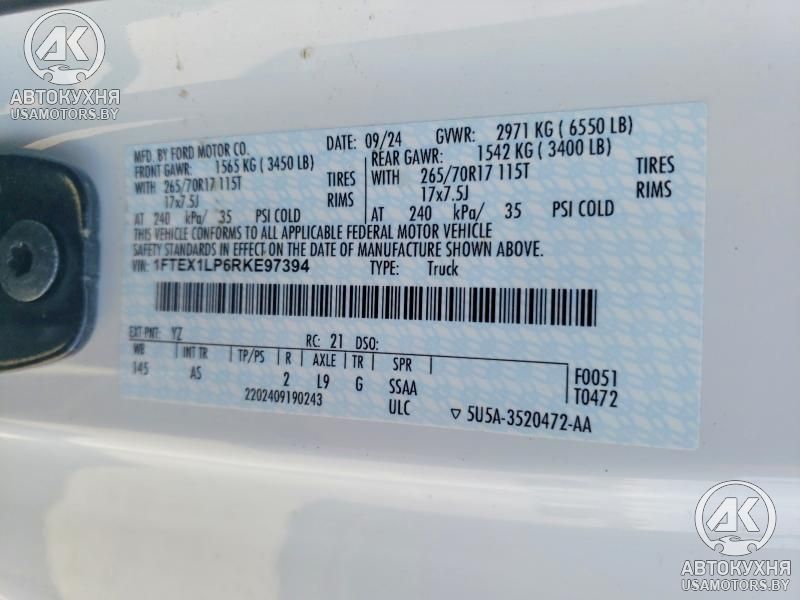 AK
АВТОКУХНЯ
USAMOTORS.BY
MFD. BY FORD MOTOR CO.
DATE: 09/24 GVWR: 2971 KG ( 6550 LB)
FRONT GAWR: 1565 KG ( 3450 LB)
WITH 265/70R17 115T TIRES
17x7.5J RIMS
AT 240 kPa/ 35 PSI COLD
REAR GAWR: 1542 KG ( 3400 LB)
WITH 265/70R17 115T TIRES
17x7.5J RIMS
AT 240 kPa/ 35 PSI COLD
THIS VEHICLE CONFORMS TO ALL APPLICABLE FEDERAL MOTOR VEHICLE
SAFETY STANDARDS IN EFFECT ON THE DATE OF MANUFACTURE SHOWN ABOVE.
VIN: 1FTEX1LP6RKE97394 TYPE: Truck
EXT PNT: YZ RC: 21 DSO:
WB INT TR TP/PS R AXLE TR SPR
145 AS 2 L9 G SSAA
2202409190243 ULC
F0051
T0472
5U5A-3520472-AA
AK
АВТОКУХНЯ
USAMOTORS.BY